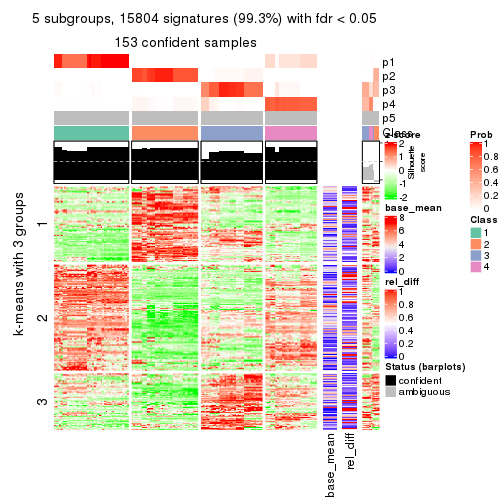 5 subgroups, 15804 signatures (99.3%) with fdr < 0.05
153 confident samples
p1
p2
p3
p4
p5
Class
Silhouette
score
k-means with 3 groups
1
2
3
base_mean
rel_diff
z-score
2
1
0
-1
-2
base_mean
8
6
4
2
0
rel_diff
1
0.8
0.6
0.4
0.2
0
Status (barplots)
confident
ambiguous
Prob
1
0.8
0.6
0.4
0.2
0
Class
1
2
3
4